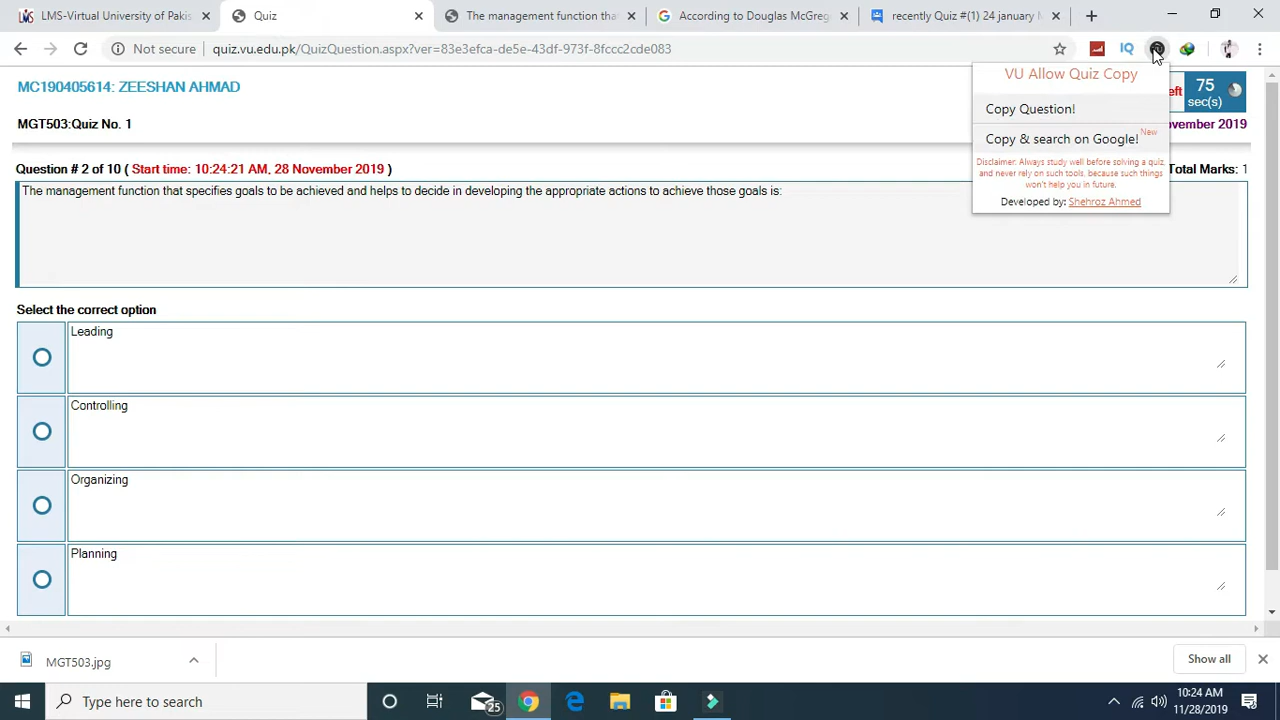 LMS-Virtual University of Pakis
Quiz
The management function tha
According to Douglas McGreg
recently Quiz #(1) 24 january M
Not secure
quiz.vu.edu.pk/QuizQuestion.aspx?ver=83e3efca-de5e-43df-973f-8fccc2cde083
IQ
VU Allow Quiz Copy
Copy Question!
Copy & search on Google! New
Disclaimer: Always study well before solving a quiz,
and never rely on such tools, because such things
won't help you in future.
Developed by: Shehroz Ahmed
MC190405614: ZEESHAN AHMAD
eft
75
sec(s)
MGT503:Quiz No. 1
vember 2019
Question # 2 of 10 ( Start time: 10:24:21 AM, 28 November 2019 )
Total Marks: 1
The management function that specifies goals to be achieved and helps to decide in developing the appropriate actions to achieve those goals is:
Select the correct option
Leading
Controlling
Organizing
Planning
MGT503.jpg
Show all
Type here to search
25
10:24 AM
11/28/2019